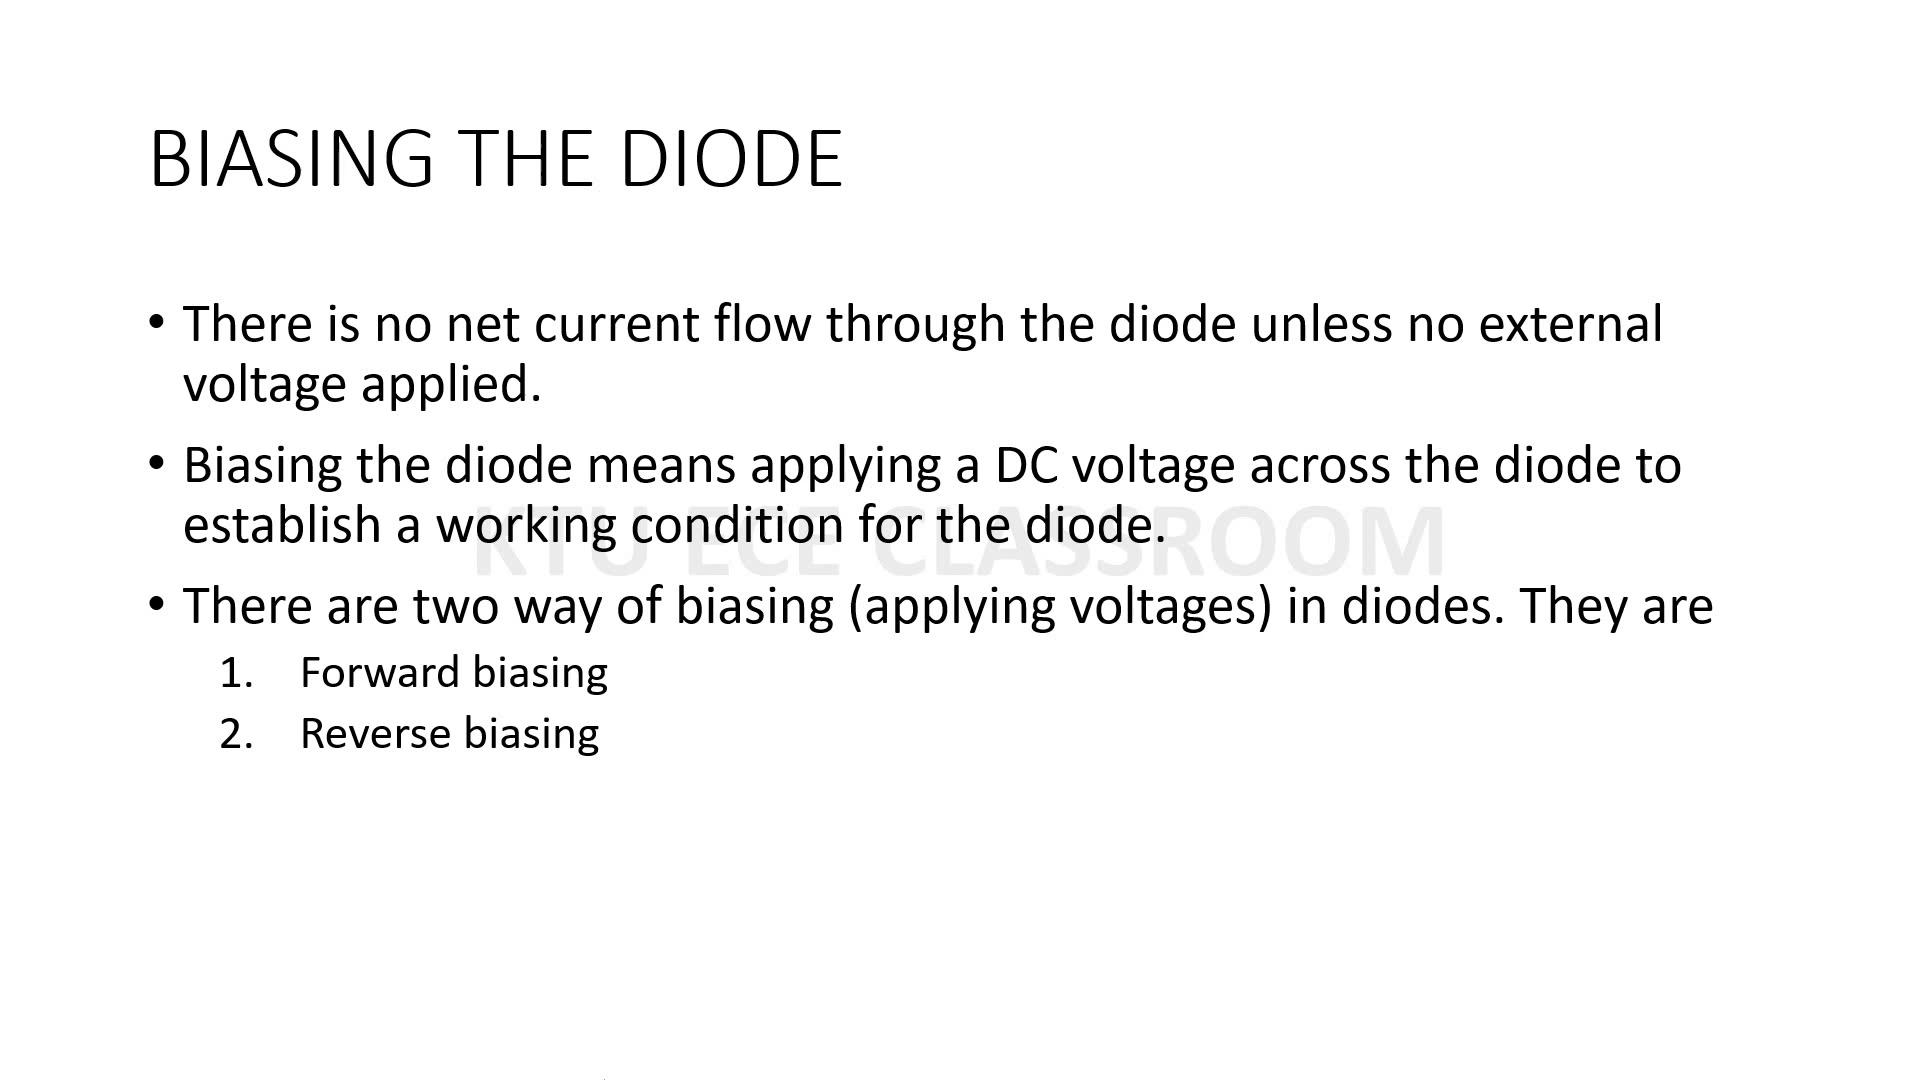 BIASING THE DIODE
• There is no net current flow through the diode unless no external
voltage applied.
• Biasing the diode means applying a DC voltage across the diode to
establish a working condition for the diode.
KTU ECE CLASSROOM
• There are two way of biasing (applying voltages) in diodes. They are
1. Forward biasing
2. Reverse biasing